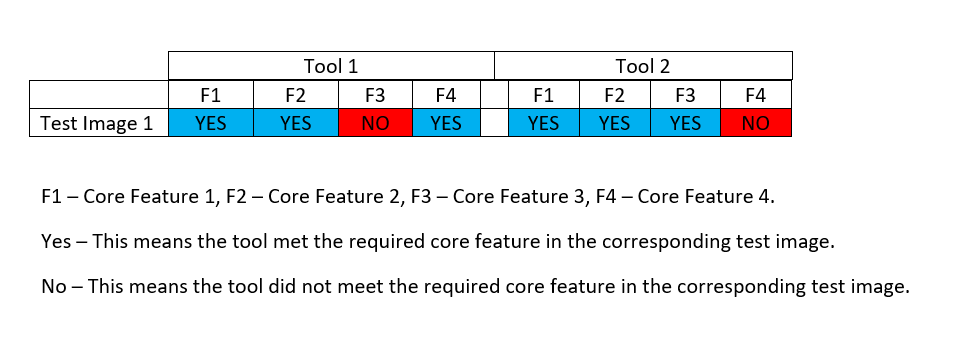 Tool 1 Tool 2
F1 F2 F3 F4 F1 F2 F3 F4
Test Image 1 YES YES NO YES YES YES YES NO
F1 – Core Feature 1, F2 – Core Feature 2, F3 – Core Feature 3, F4 – Core Feature 4.
Yes – This means the tool met the required core feature in the corresponding test image.
No – This means the tool did not meet the required core feature in the corresponding test image.